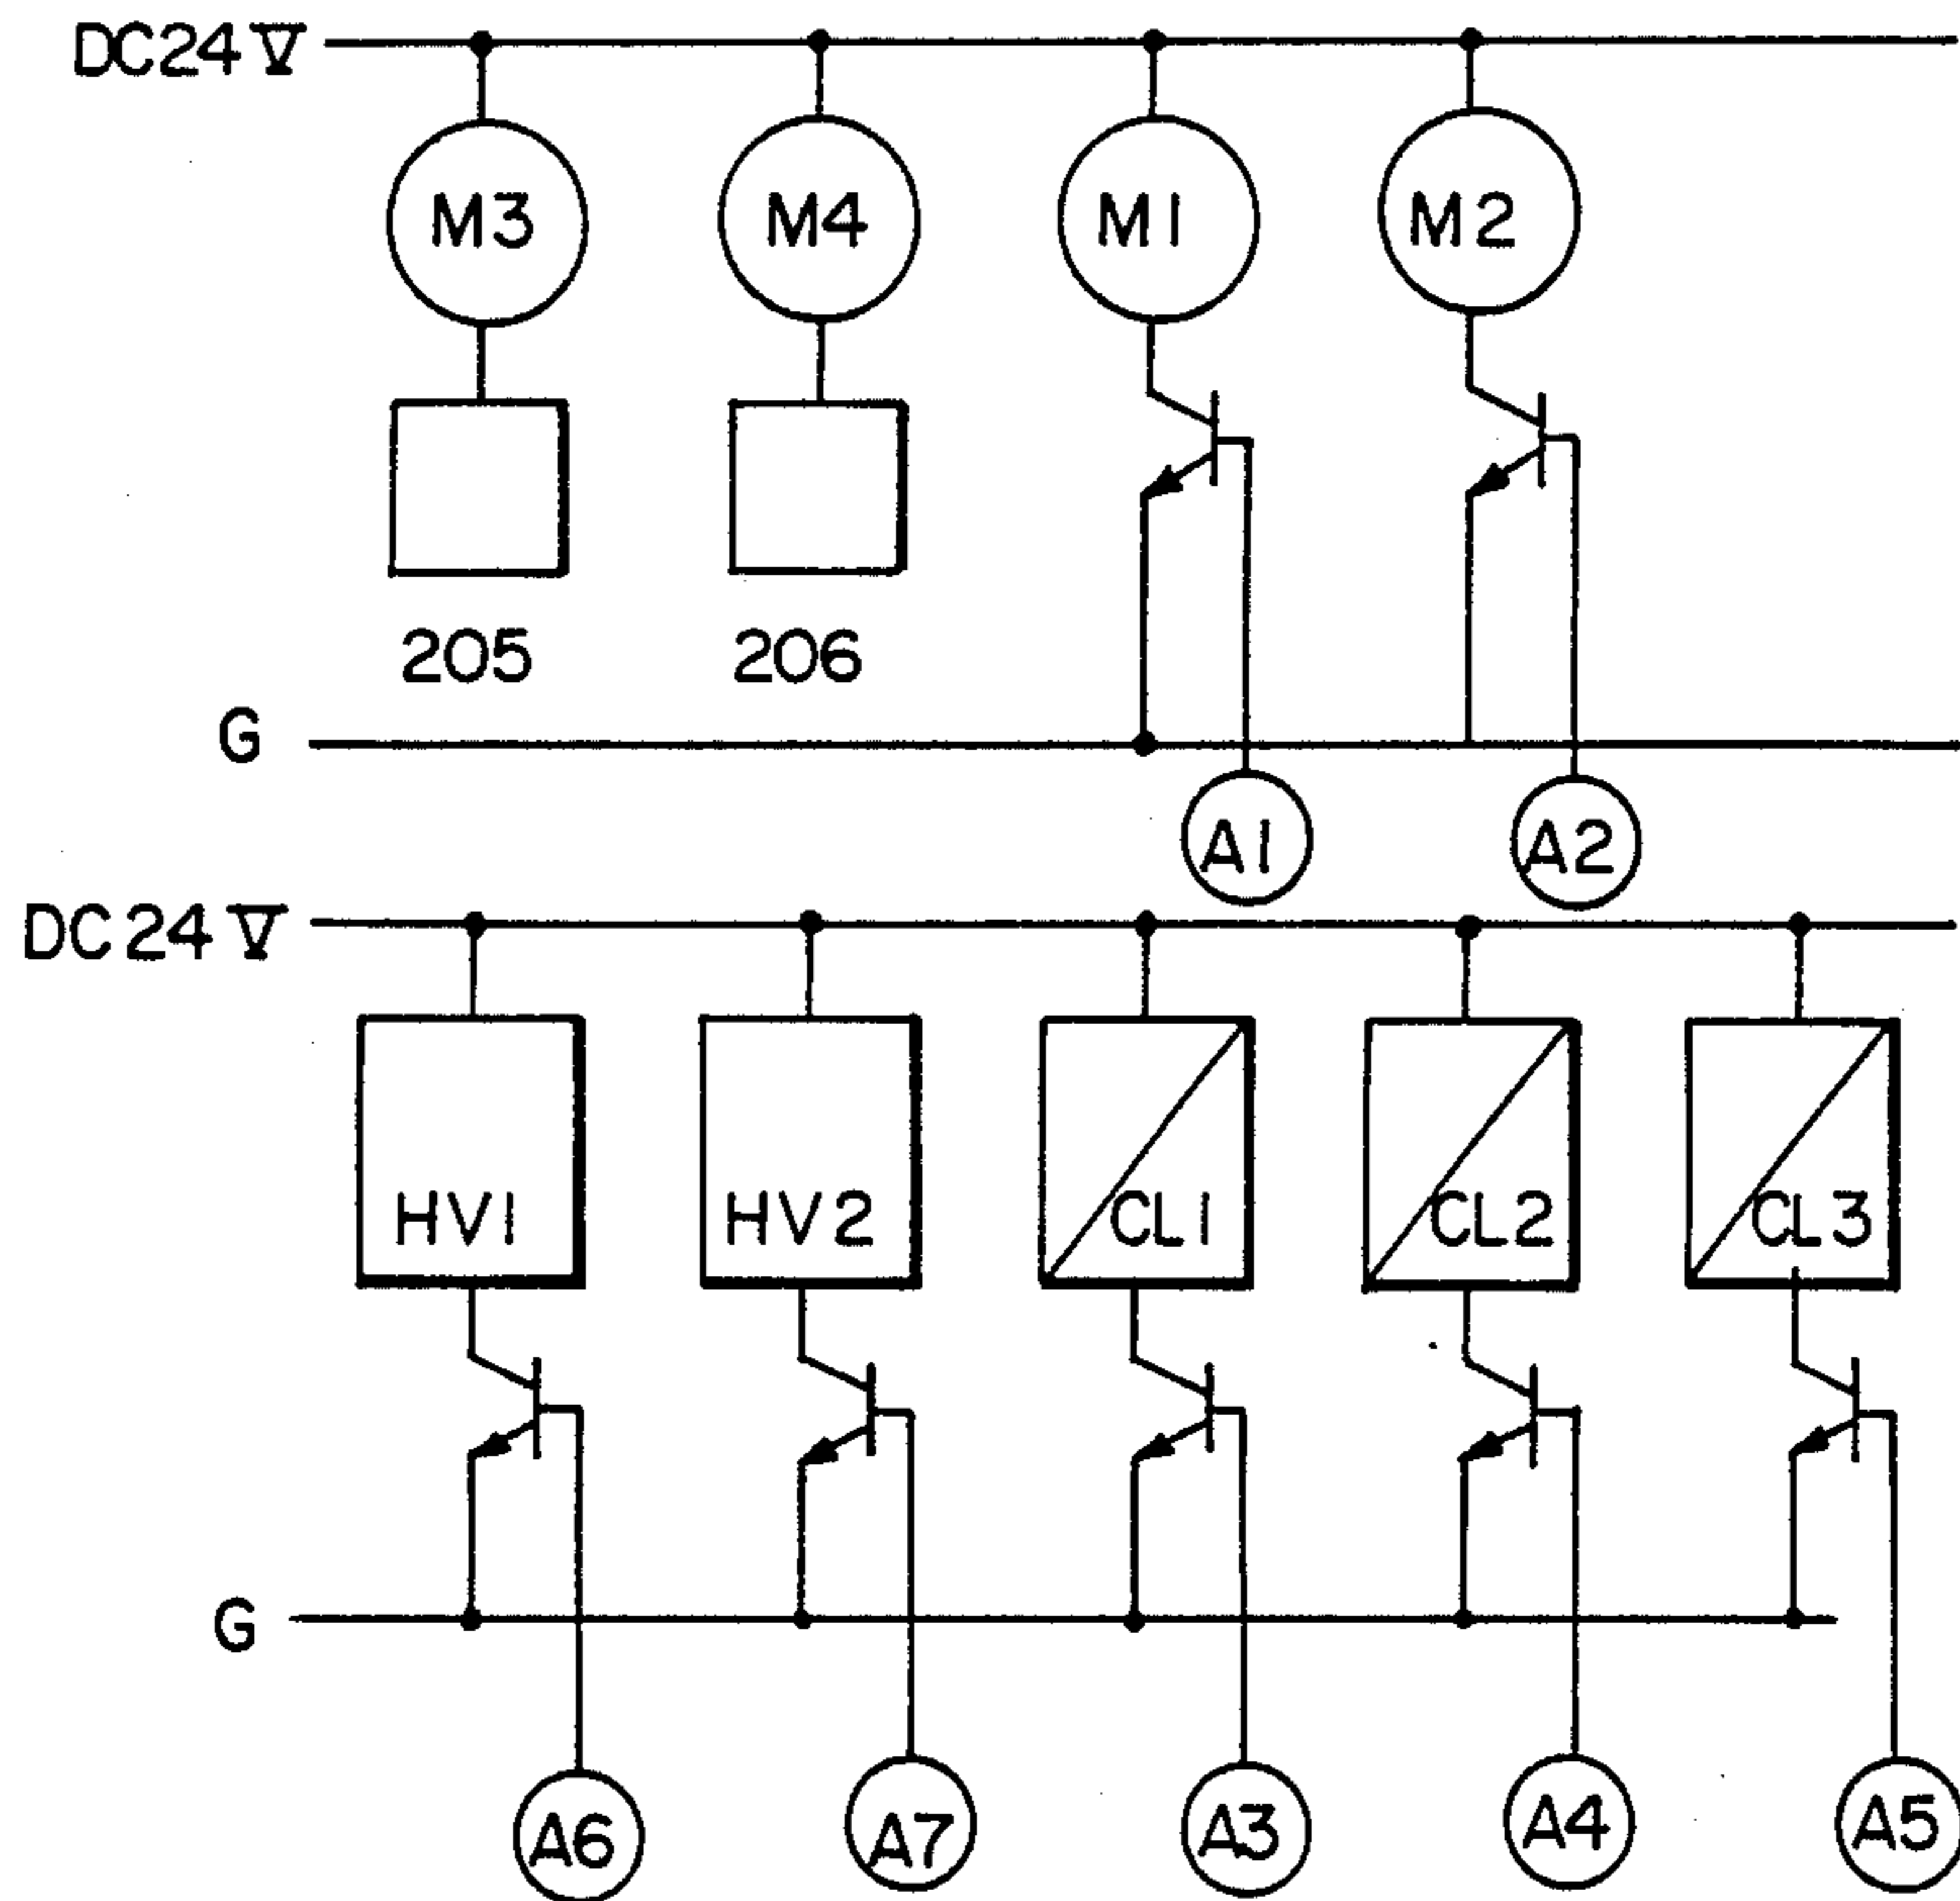 DC24V
M3 M4 M1 M2
205 206
G
A1 A2
DC24V
HV1 HV2 CL1 CL2 CL3
G
A6 A7 A3 A4 A5